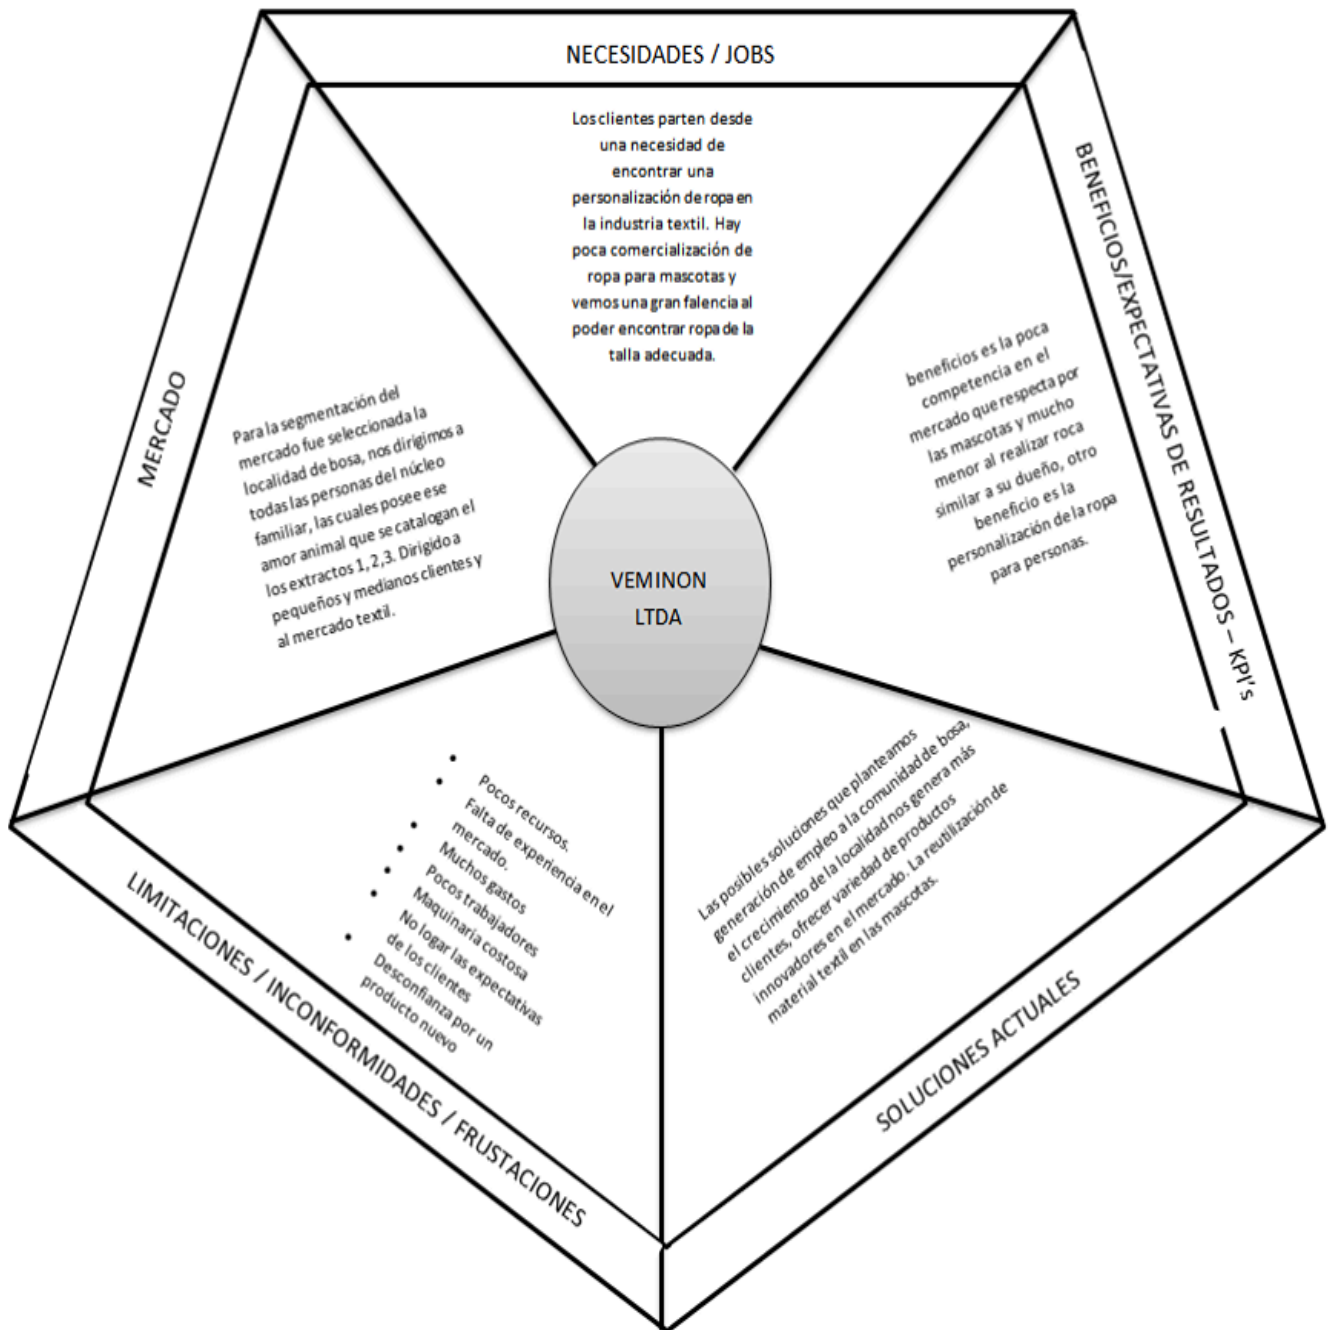 NECESIDADES / JOBS
Los clientes parten desde
una necesidad de
encontrar una
personalización de ropa en
la industria textil. Hay
poca comercialización de
ropa para mascotas y
vemos una gran falencia al
poder encontrar ropa de la
talla adecuada.
BENEFICIOS/EXPECTATIVAS DE RESULTADOS – KPI's
beneficios es la poca
competencia en el
mercado que respecta por
las mascotas y mucho
menor al realizar roca
similar a su dueño, otro
beneficio es la
personalización de la ropa
para personas.
MERCADO
Para la segmentación del
mercado fue seleccionada la
localidad de bosa, nos dirigimos a
todas las personas del núcleo
familiar, las cuales posee ese
amor animal que se catalogan el
los extractos 1,2,3. Dirigido a
pequeños y medianos clientes y
al mercado textil.
VEMINON
LTDA
LIMITACIONES / INCONFORMIDADES / FRUSTACIONES
• Pocos recursos.
• Falta de experiencia en el
mercado.
• Muchos gastos
• Pocos trabajadores
• Maquinaria costosa
• No logar las expectativas
de los clientes
• Desconfianza por un
producto nuevo
SOLUCIONES ACTUALES
Las posibles soluciones que planteamos
generación de empleo a la comunidad de bosa,
el crecimiento de la localidad nos genera más
clientes, ofrecer variedad de productos
innovadores en el mercado. La reutilización de
material textil en las mascotas.